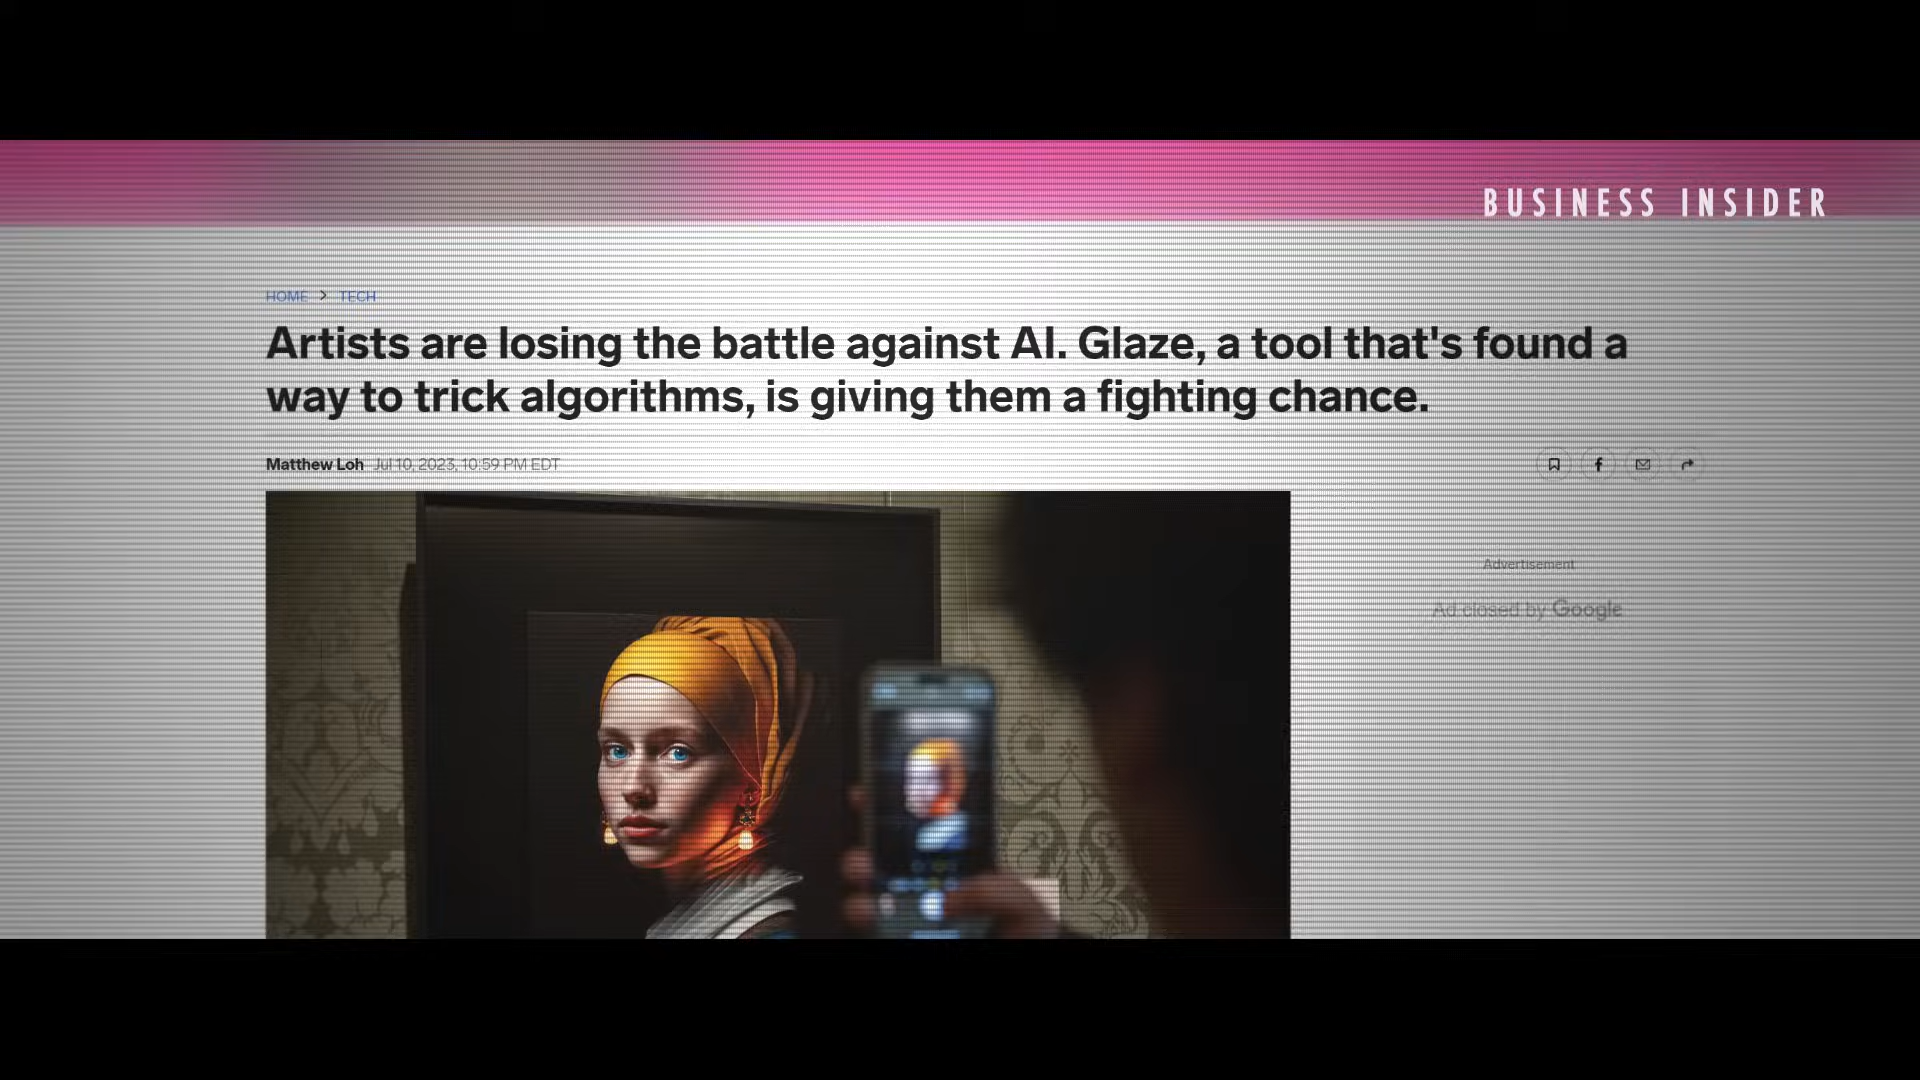 BUSINESS INSIDER
HOME > TECH
Artists are losing the battle against AI. Glaze, a tool that's found a
way to trick algorithms, is giving them a fighting chance.
Matthew Loh Jul 10, 2023, 10:59 PM EDT
Advertisement
Ad closed by Google